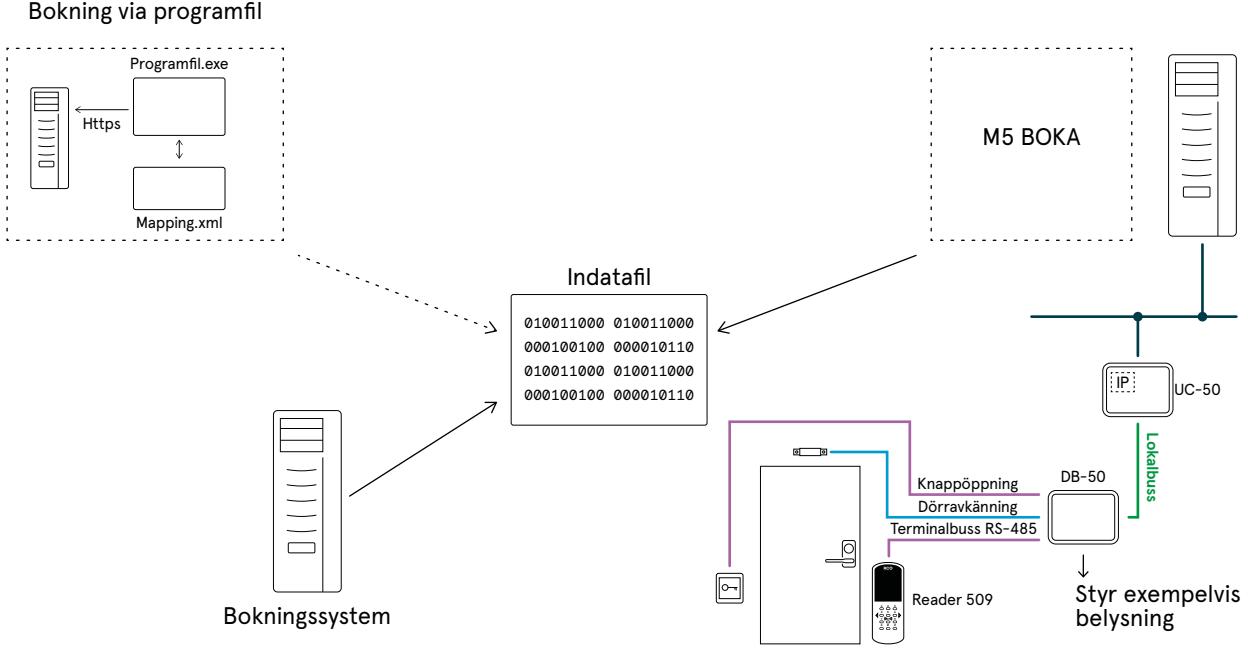 Bokning via programfil
Programfil.exe
Https
Mapping.xml
M5 BOKA
Indatafil
010011000 010011000
000100100 000010110
010011000 010011000
000100100 000010110
IP
UC-50
Lokalbuss
DB-50
Knappöppning
Dörravkänning
Terminalbuss RS-485
RCO
Reader 509
Styr exempelvis
belysning
Bokningssystem